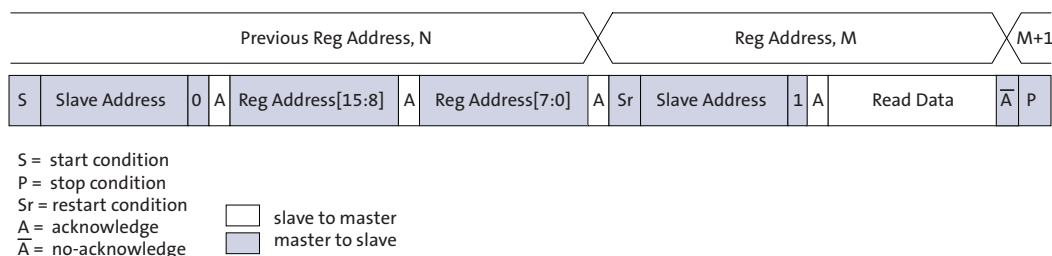 Previous Reg Address, N Reg Address, M M+1
S Slave Address 0 A Reg Address[15:8] A Reg Address[7:0] A Sr Slave Address 1 A Read Data A̅ P
S = start condition
P = stop condition
Sr = restart condition
A = acknowledge
A̅ = no-acknowledge
slave to master
master to slave